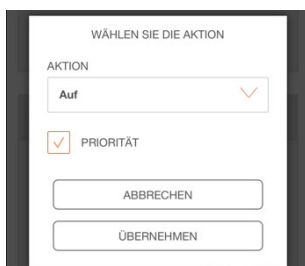 WÄHLEN SIE DIE AKTION
AKTION
Auf
PRIORITÄT
ABBRECHEN
ÜBERNEHMEN